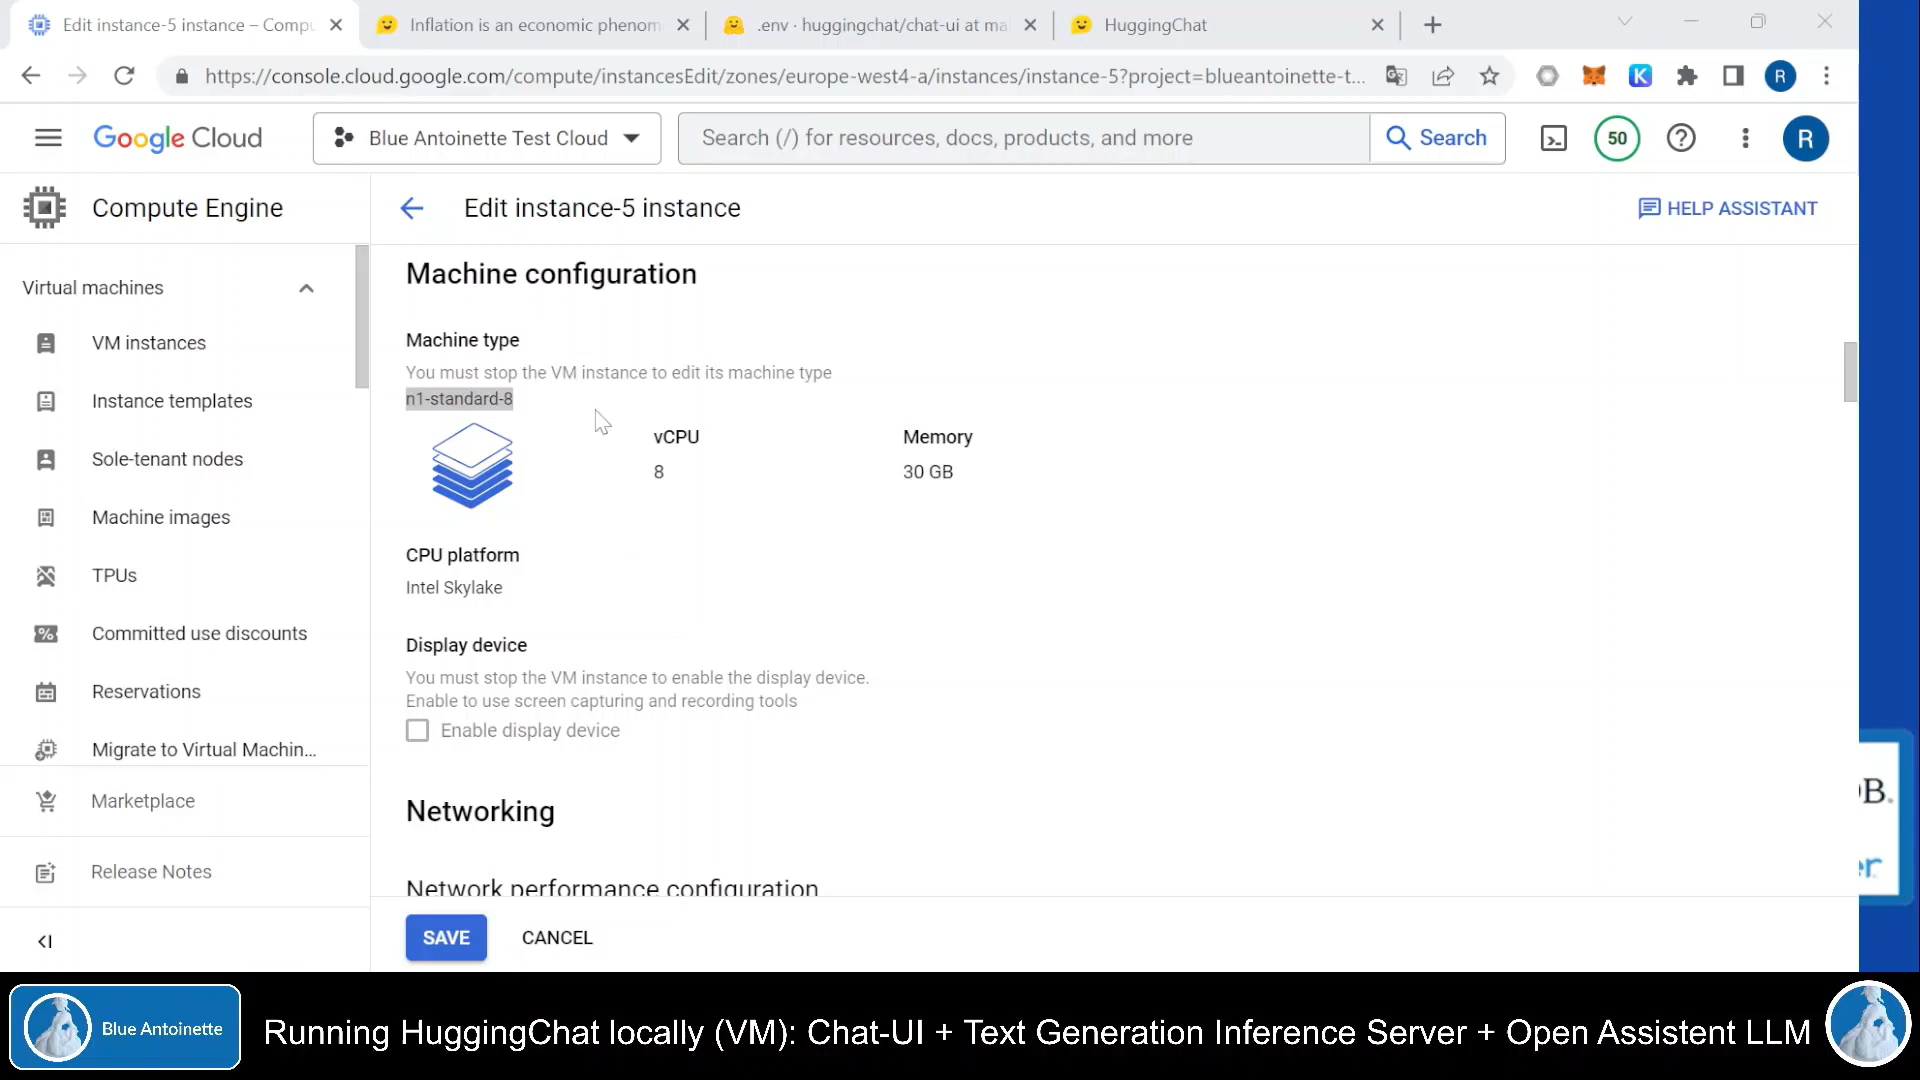 Edit instance-5 instance – Compu
Inflation is an economic phenom
.env · huggingchat/chat-ui at mai
HuggingChat
https://console.cloud.google.com/compute/instancesEdit/zones/europe-west4-a/instances/instance-5?project=blueantoinette-t...
K
R
Google Cloud
Blue Antoinette Test Cloud
Search (/) for resources, docs, products, and more
Search
50
R
Compute Engine
Edit instance-5 instance
HELP ASSISTANT
Virtual machines
VM instances
Instance templates
Sole-tenant nodes
Machine images
TPUs
Committed use discounts
Reservations
Migrate to Virtual Machin...
Marketplace
Release Notes
Machine configuration
Machine type
You must stop the VM instance to edit its machine type
n1-standard-8
vCPU
Memory
8
30 GB
CPU platform
Intel Skylake
Display device
You must stop the VM instance to enable the display device.
Enable to use screen capturing and recording tools
Enable display device
Networking
Network performance configuration
SAVE
CANCEL
B.
er
Blue Antoinette
Running HuggingChat locally (VM): Chat-UI + Text Generation Inference Server + Open Assistent LLM